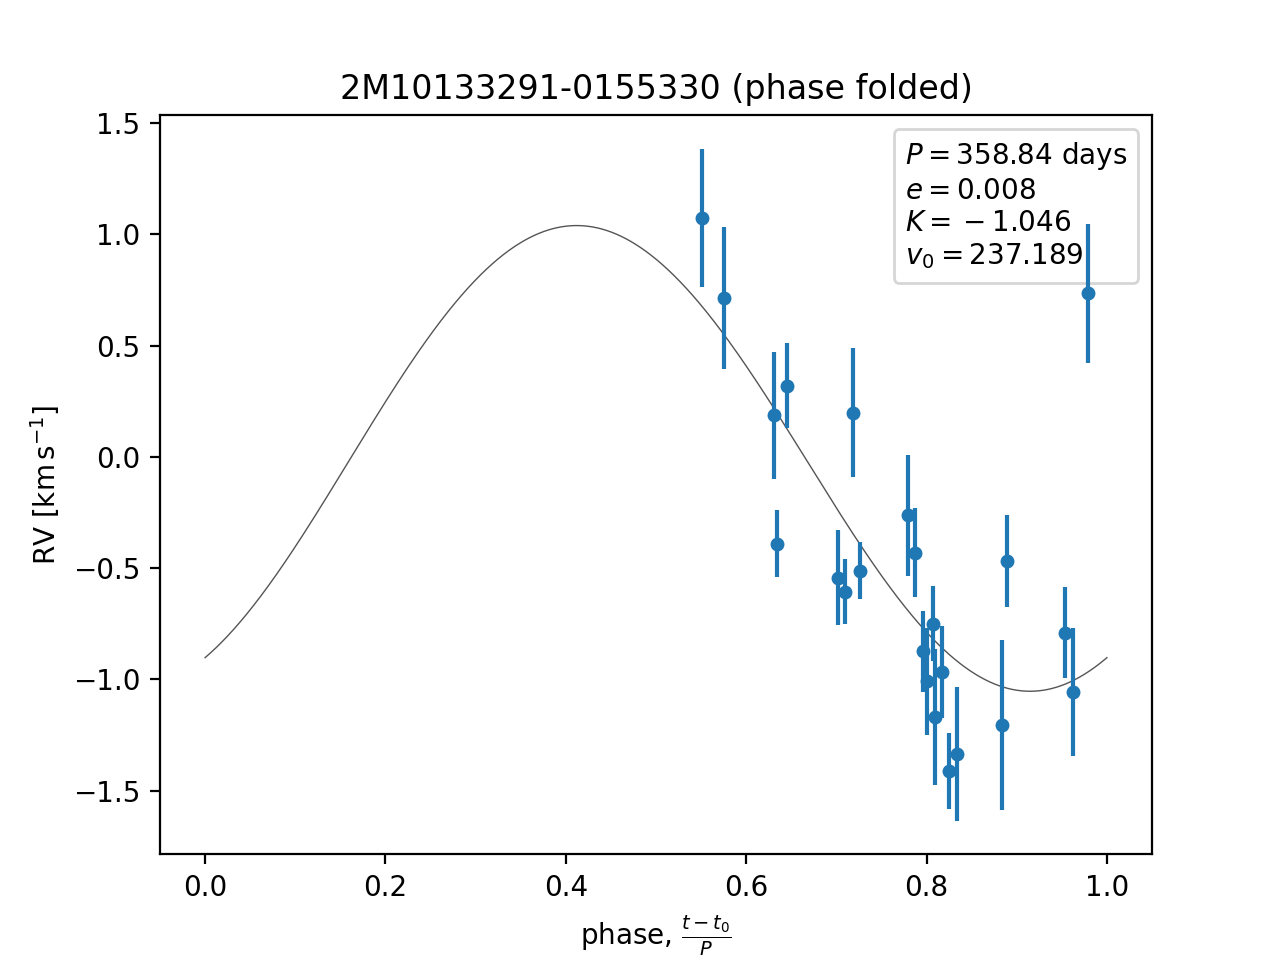 2M10133291-0155330 (phase folded)
P = 358.84 days
e = 0.008
K = −1.046
v₀ = 237.189
RV [km s⁻¹]
1.5
1.0
0.5
0.0
−0.5
−1.0
−1.5
0.0 0.2 0.4 0.6 0.8 1.0
phase, (t − t₀)/P